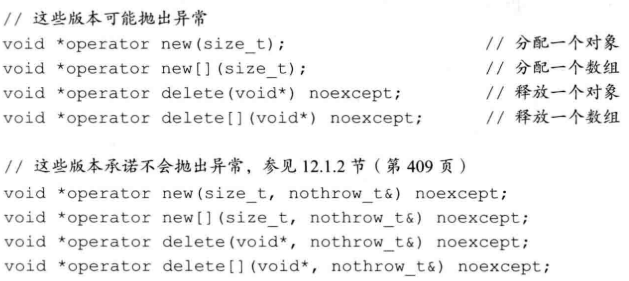 // 这些版本可能抛出异常
void *operator new(size_t); // 分配一个对象
void *operator new[](size_t); // 分配一个数组
void *operator delete(void*) noexcept; // 释放一个对象
void *operator delete[](void*) noexcept; // 释放一个数组
// 这些版本承诺不会抛出异常，参见 12.1.2 节（第 409 页）
void *operator new(size_t, nothrow_t&) noexcept;
void *operator new[](size_t, nothrow_t&) noexcept;
void *operator delete(void*, nothrow_t&) noexcept;
void *operator delete[](void*, nothrow_t&) noexcept;